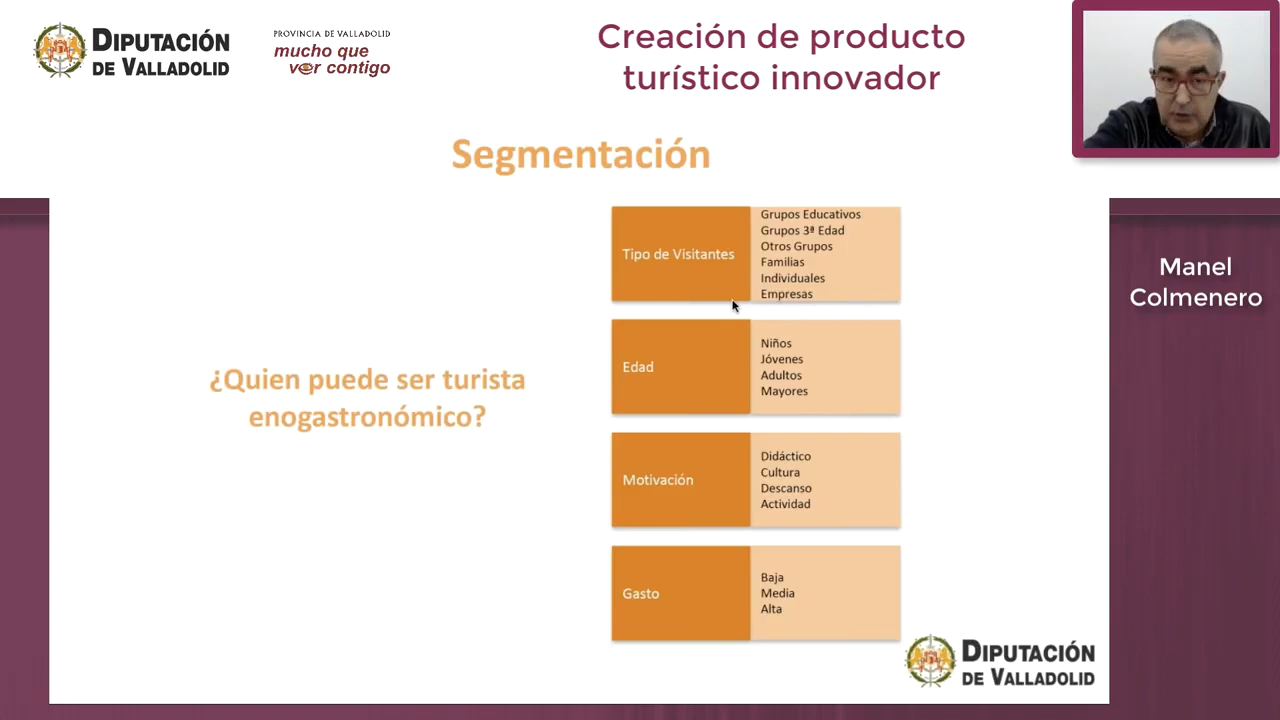 DIPUTACIÓN
DE VALLADOLID
PROVINCIA DE VALLADOLID
mucho que
ver contigo
Creación de producto
turístico innovador
Segmentación
¿Quien puede ser turista
enogastronómico?
Tipo de Visitantes
Grupos Educativos
Grupos 3ª Edad
Otros Grupos
Familias
Individuales
Empresas
Edad
Niños
Jóvenes
Adultos
Mayores
Motivación
Didáctico
Cultura
Descanso
Actividad
Gasto
Baja
Media
Alta
Manel
Colmenero
DIPUTACIÓN
DE VALLADOLID